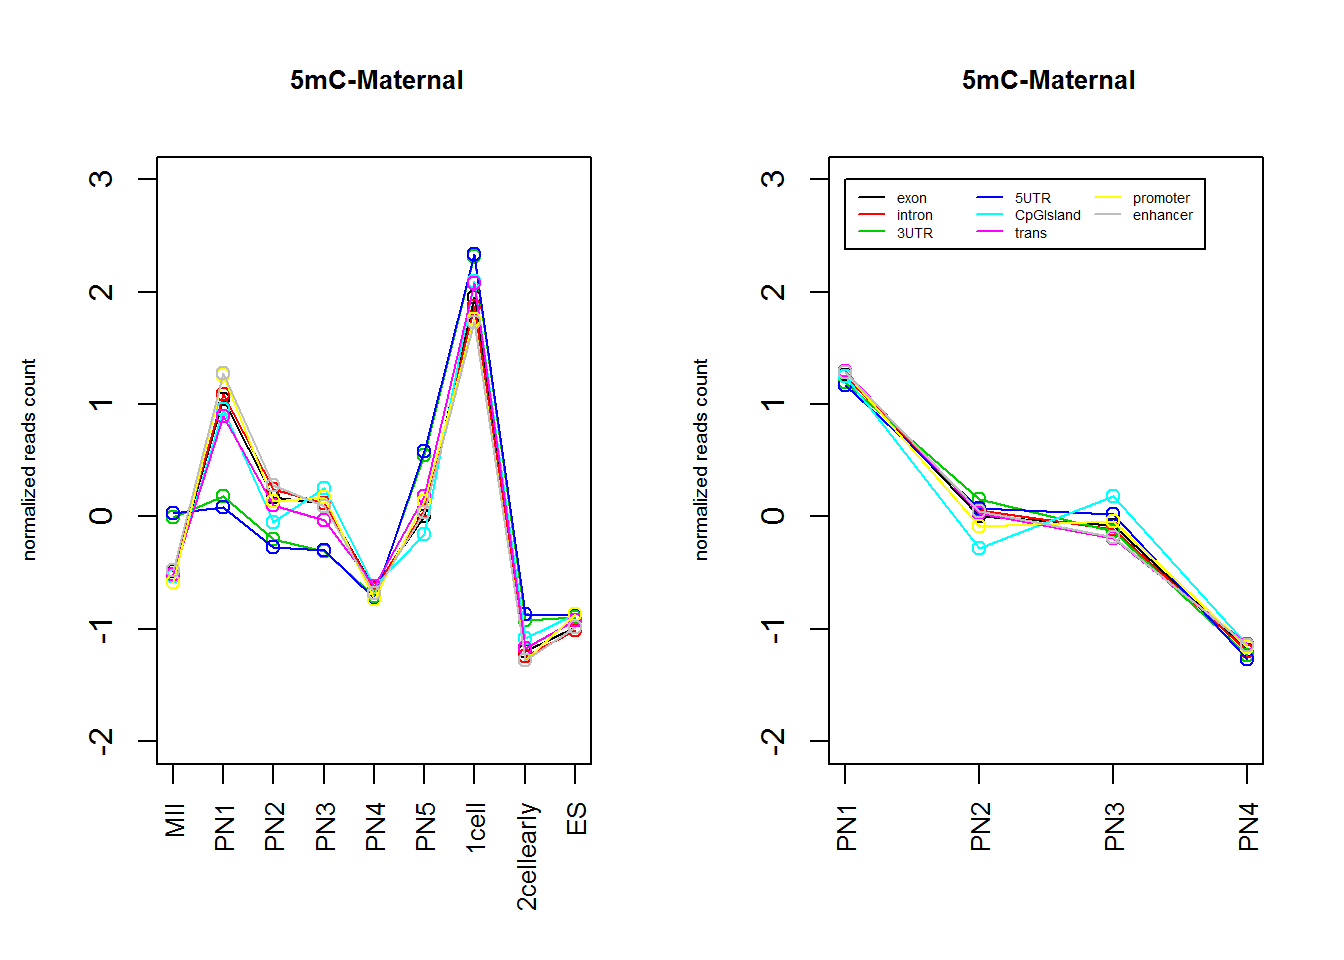 5mC-Maternal
normalized reads count
3
2
1
0
-1
-2
MII
PN1
PN2
PN3
PN4
PN5
1cell
2cellearly
ES
5mC-Maternal
normalized reads count
3
2
1
0
-1
-2
exon
intron
3UTR
5UTR
CpGIsland
trans
promoter
enhancer
PN1
PN2
PN3
PN4